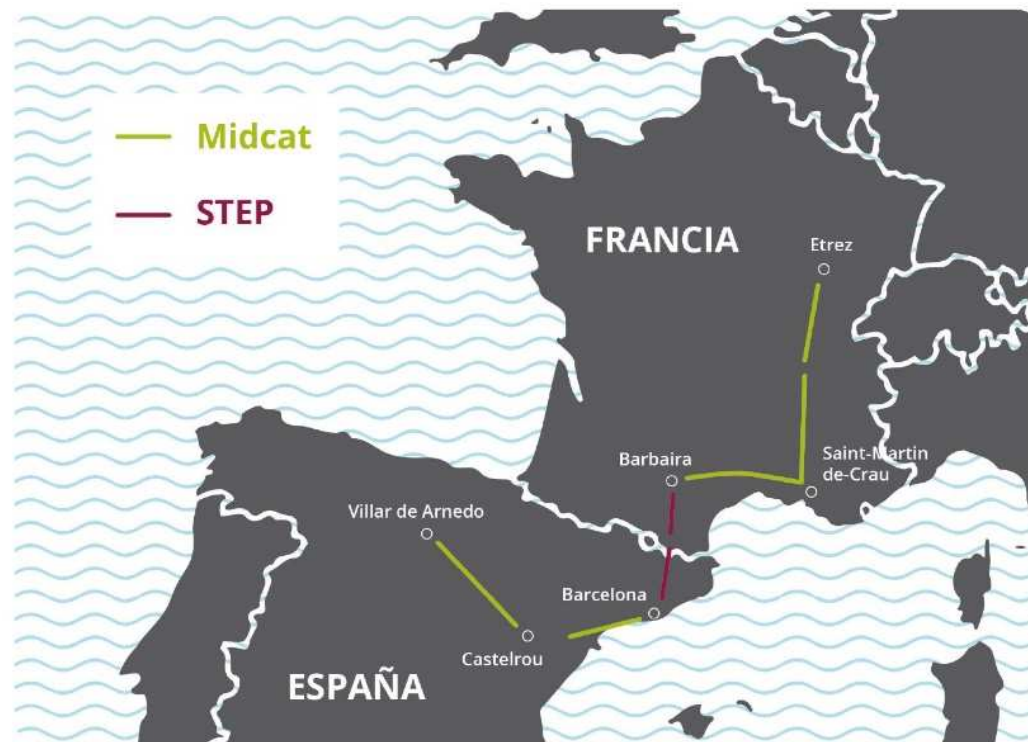 Midcat
STEP
FRANCIA
Etrez
Saint-Martin
de-Crau
Barbaira
Villar de Arnedo
Barcelona
Castelrou
ESPAÑA